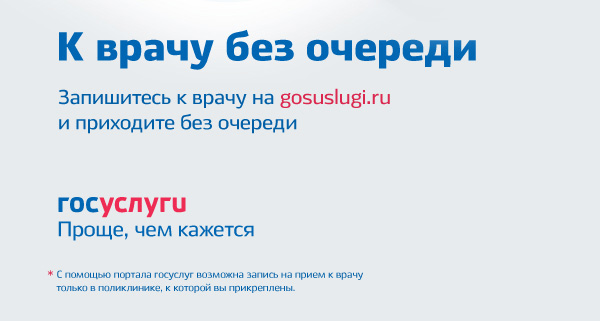 К врачу без очереди
Запишитесь к врачу на gosuslugi.ru
и приходите без очереди
госуслуги
Проще, чем кажется
* С помощью портала госуслуг возможна запись на прием к врачу
только в поликлинике, к которой вы прикреплены.